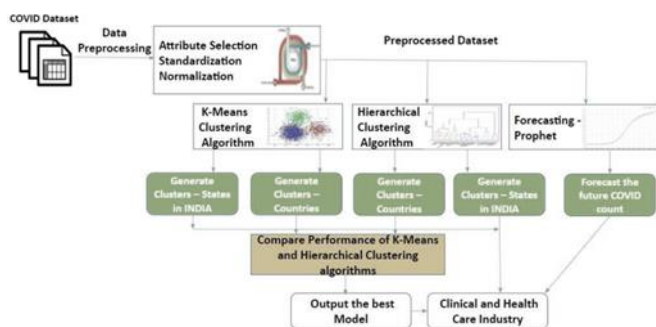 COVID Dataset
Data
Preprocessing
Attribute Selection
Standardization
Normalization
Preprocessed Dataset
K-Means
Clustering
Algorithm
Hierarchical
Clustering
Algorithm
Forecasting -
Prophet
Generate
Clusters – States
in INDIA
Generate
Clusters –
Countries
Generate
Clusters –
Countries
Generate
Clusters – States
in INDIA
Forecast the
future COVID
count
Compare Performance of K-Means
and Hierarchical Clustering
algorithms
Output the best
Model
Clinical and Health
Care Industry